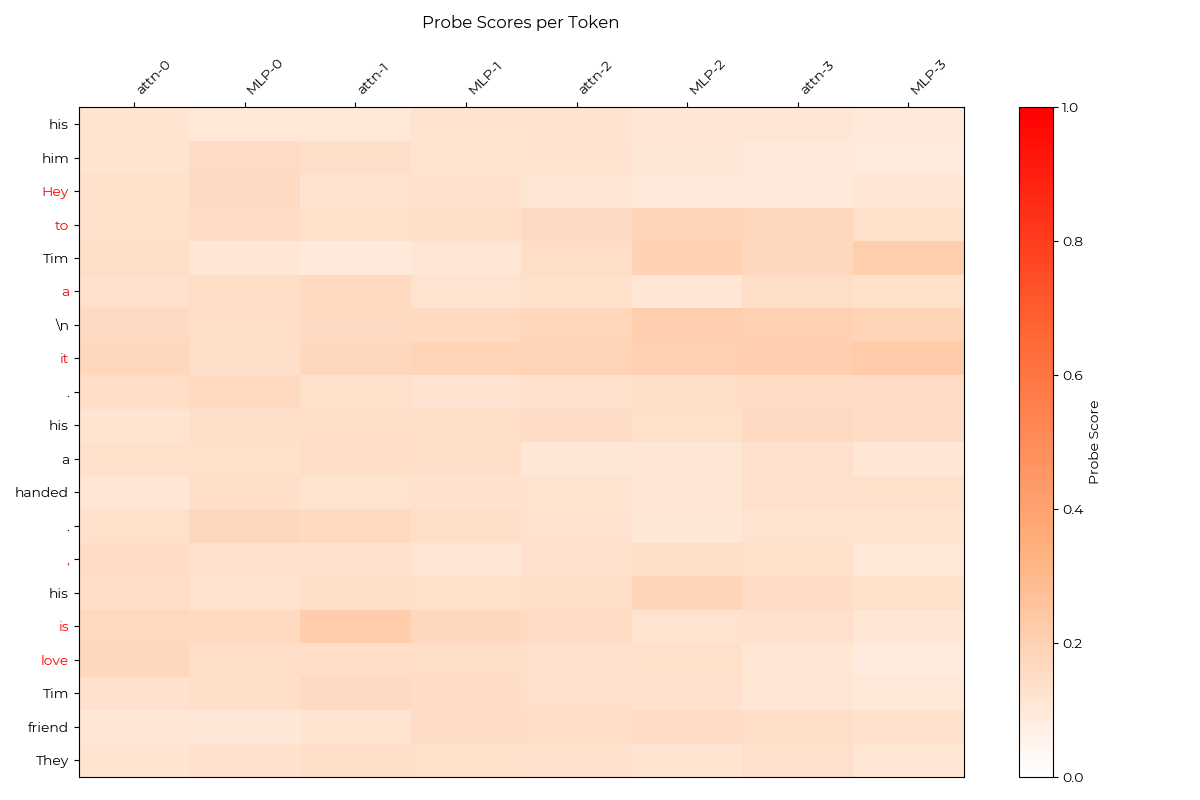 Probe Scores per Token
attn-0 MLP-0 attn-1 MLP-1 attn-2 MLP-2 attn-3 MLP-3
his
him
Hey
to
Tim
a
\n
it
.
his
a
handed
.
,
his
is
love
Tim
friend
They
1.0
0.8
0.6
0.4
0.2
0.0
Probe Score